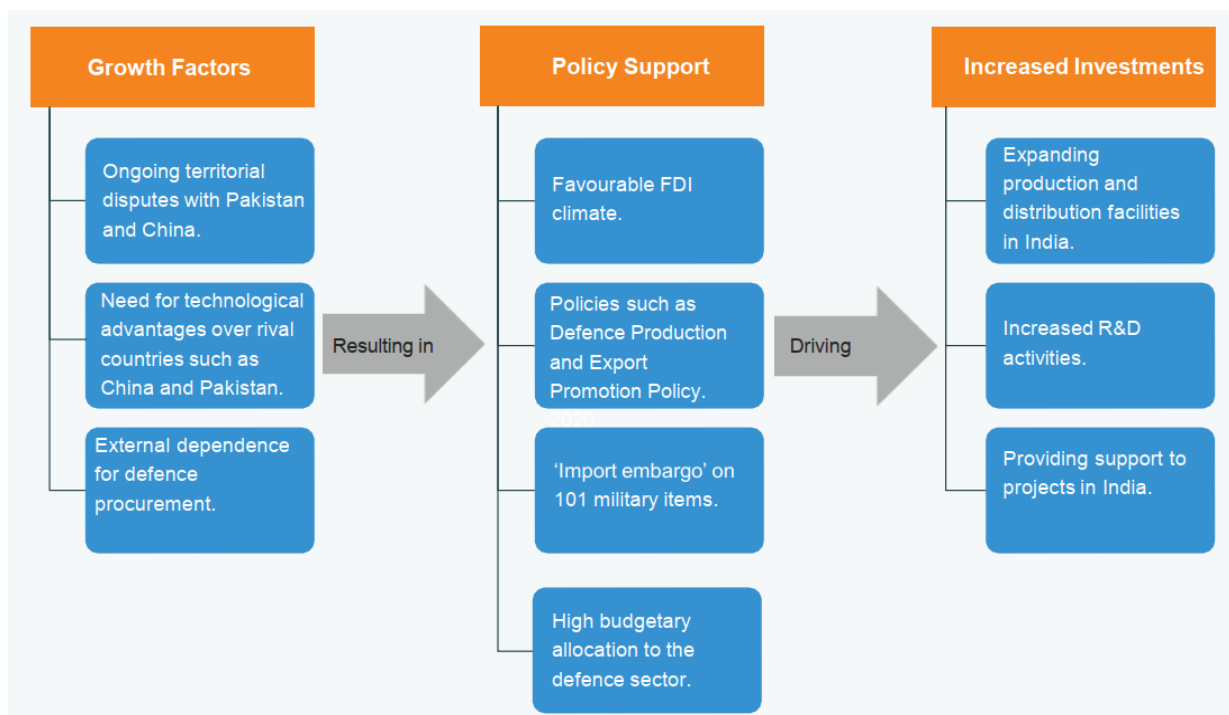 Growth Factors
Ongoing territorial
disputes with Pakistan
and China.
Need for technological
advantages over rival
countries such as
China and Pakistan.
External dependence
for defence
procurement.
Resulting in
Policy Support
Favourable FDI
climate.
Policies such as
Defence Production
and Export
Promotion Policy.
2020
‘Import embargo’ on
101 military items.
High budgetary
allocation to the
defence sector.
Driving
Increased Investments
Expanding
production and
distribution facilities
in India.
Increased R&D
activities.
Providing support to
projects in India.